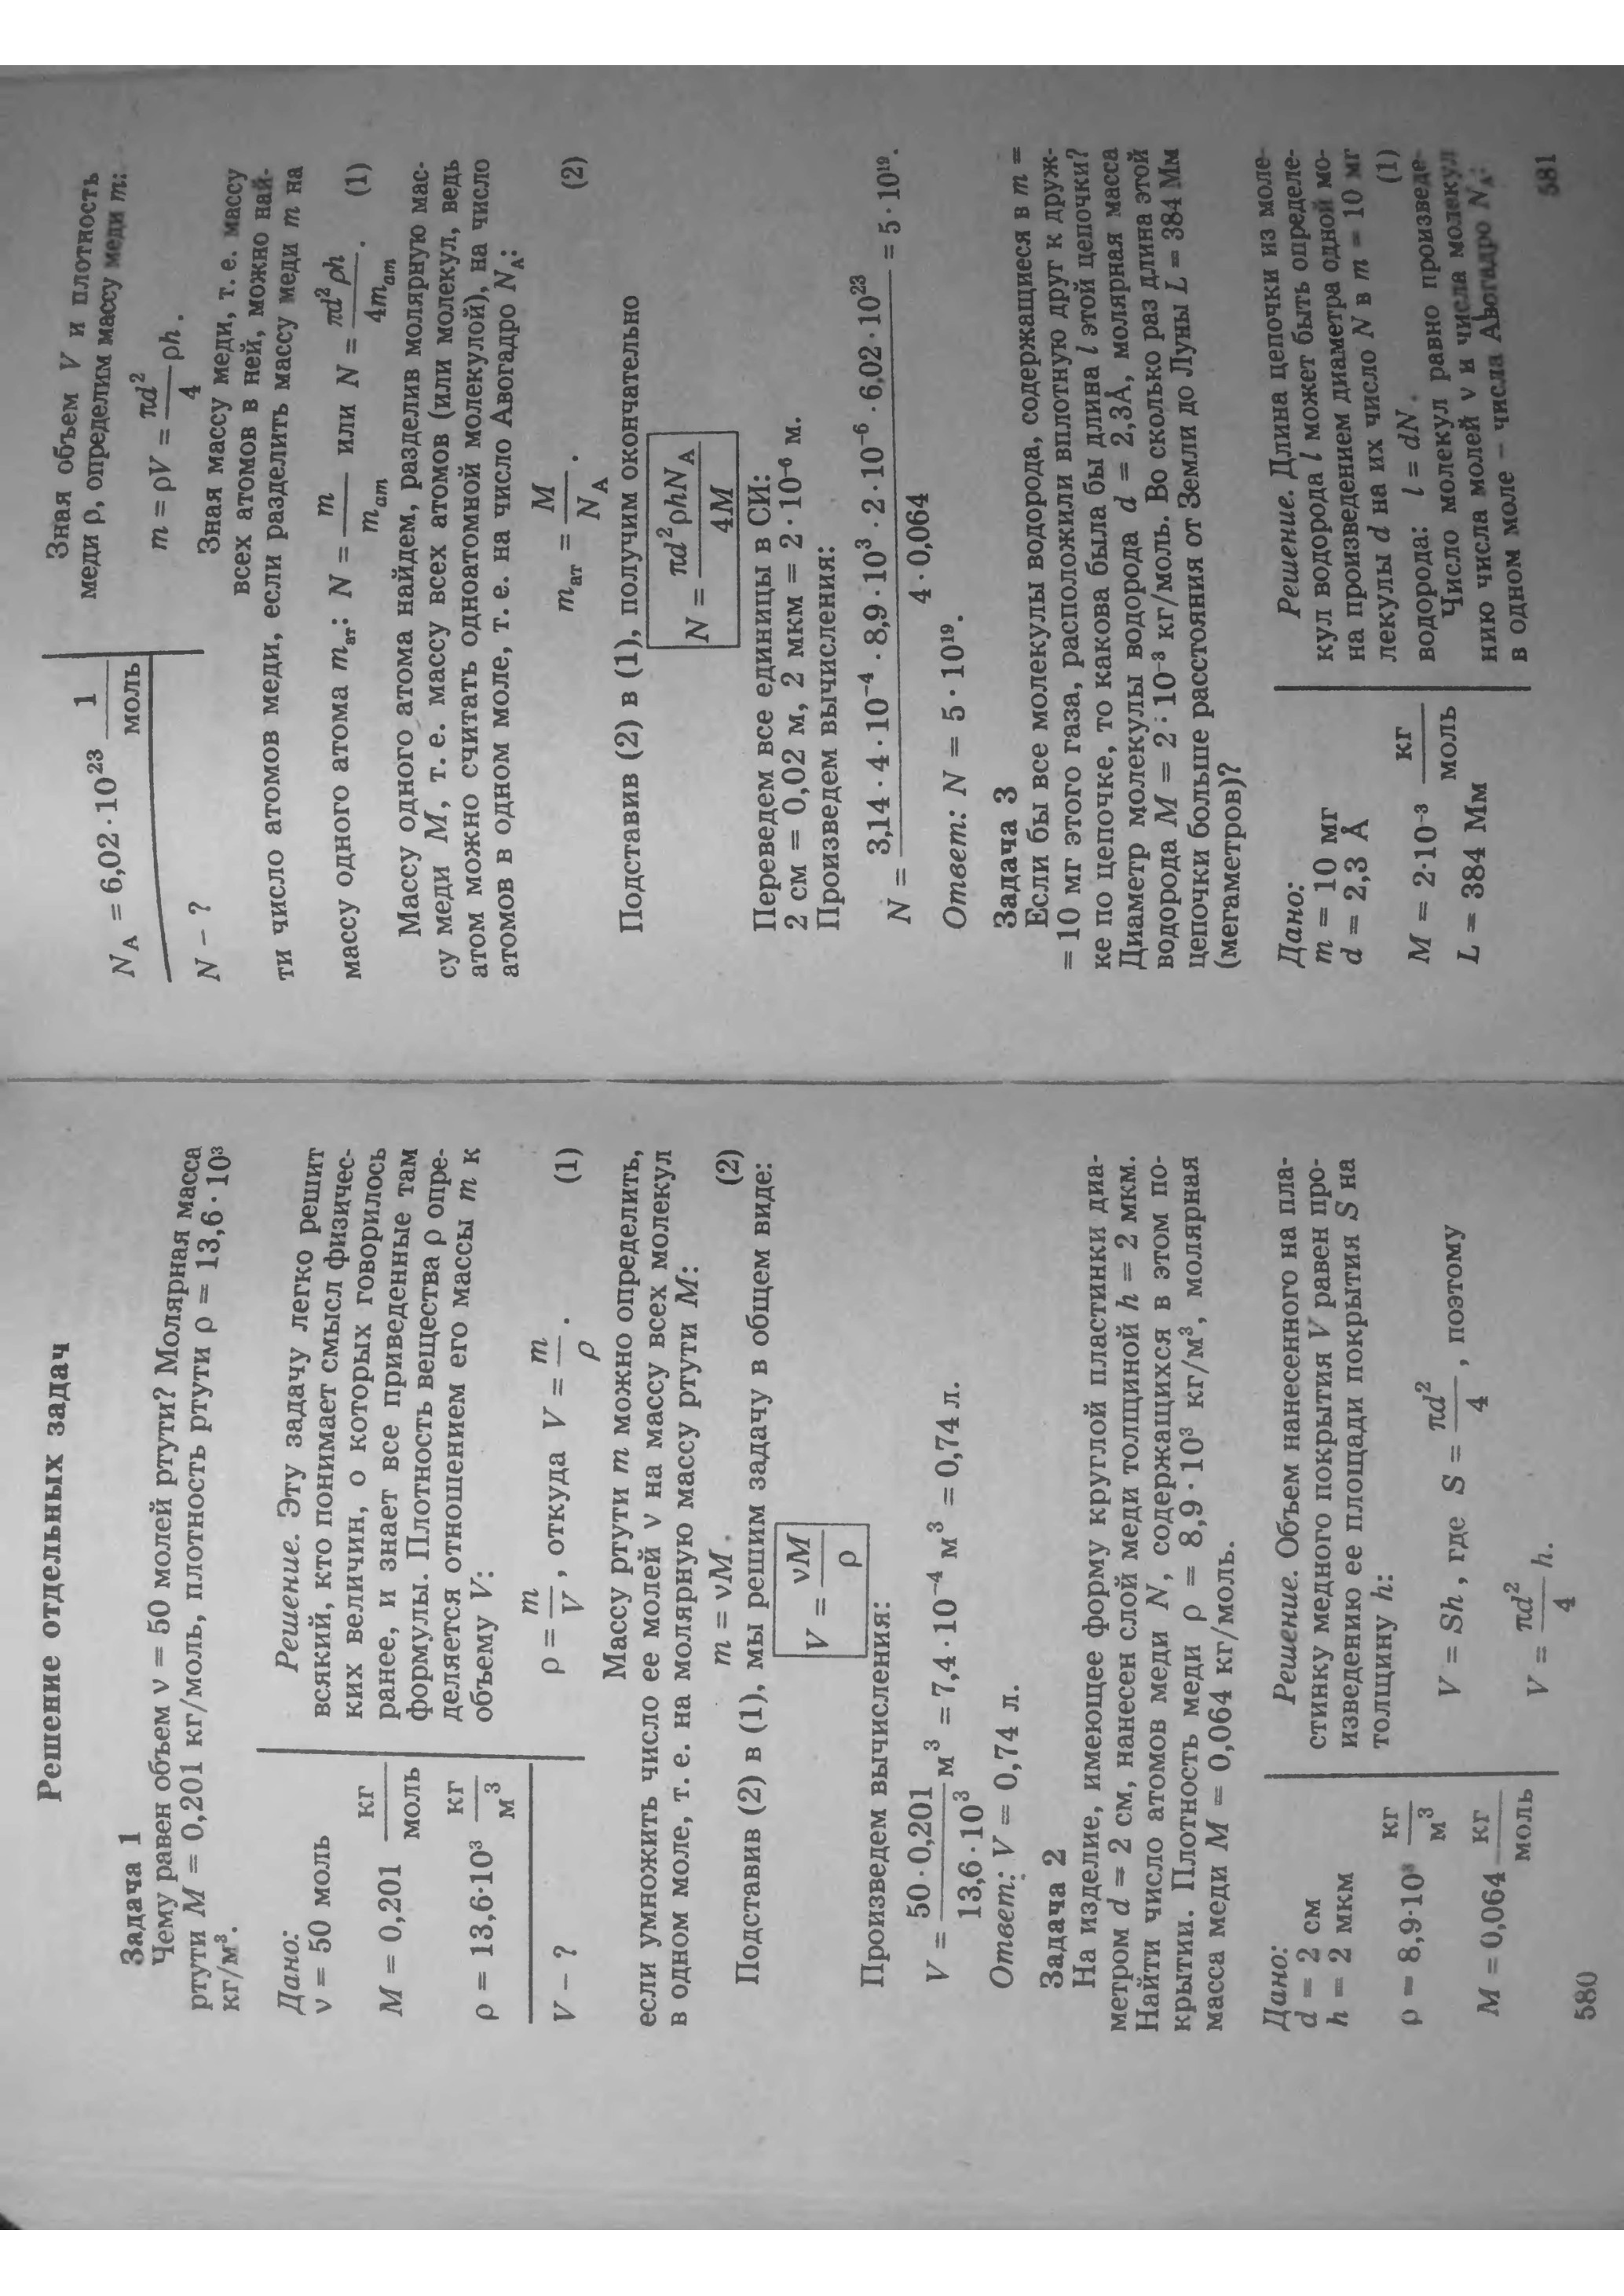 Решение отдельных задач
Задача 1
Чему равен объем ν = 50 молей ртути? Молярная масса
ртути M = 0,201 кг/моль, плотность ртути ρ = 13,6 · 10³
кг/м³.
Дано:
ν = 50 моль
M = 0,201 кг/моль
ρ = 13,6·10³ кг/м³
V – ?
Решение. Эту задачу легко решит
всякий, кто понимает смысл физичес-
ких величин, о которых говорилось
ранее, и знает все приведенные там
формулы. Плотность вещества ρ опре-
деляется отношением его массы m к
объему V:
ρ = m/V, откуда V = m/ρ. (1)
Массу ртути m можно определить,
если умножить число ее молей ν на массу всех молекул
в одном моле, т. е. на молярную массу ртути M:
m = νM. (2)
Подставив (2) в (1), мы решим задачу в общем виде:
V = νM/ρ
Произведем вычисления:
V = 50·0,201/13,6·10³ м³ = 7,4·10⁻⁴ м³ = 0,74 л.
Ответ: V = 0,74 л.
Задача 2
На изделие, имеющее форму круглой пластинки диа-
метром d = 2 см, нанесен слой меди толщиной h = 2 мкм.
Найти число атомов меди N, содержащихся в этом по-
крытии. Плотность меди ρ = 8,9 · 10³ кг/м³, молярная
масса меди M = 0,064 кг/моль.
Дано:
d = 2 см
h = 2 мкм
ρ = 8,9·10³ кг/м³
M = 0,064 кг/моль
Решение. Объем нанесенного на пла-
стинку медного покрытия V равен про-
изведению ее площади покрытия S на
толщину h:
V = Sh, где S = πd²/4, поэтому
V = πd²/4 h.
580
N_A = 6,02·10²³ 1/моль
N – ?
Зная объем V и плотность
меди ρ, определим массу меди m:
m = ρV = πd²/4 ρh.
Зная массу меди, т. е. массу
всех атомов в ней, можно най-
ти число атомов меди, если разделить массу меди m на
массу одного атома m_ат: N = m/m_ат или N = πd²ρh/4m_ат. (1)
Массу одного атома найдем, разделив молярную мас-
су меди M, т. е. массу всех атомов (или молекул, ведь
атом можно считать одноатомной молекулой), на число
атомов в одном моле, т. е. на число Авогадро N_A:
m_ат = M/N_A. (2)
Подставив (2) в (1), получим окончательно
N = πd²ρhN_A/4M
Переведем все единицы в СИ:
2 см = 0,02 м, 2 мкм = 2·10⁻⁶ м.
Произведем вычисления:
N = 3,14·4·10⁻⁴·8,9·10³·2·10⁻⁶·6,02·10²³/4·0,064 = 5·10¹⁹.
Ответ: N = 5·10¹⁹.
Задача 3
Если бы все молекулы водорода, содержащиеся в m =
= 10 мг этого газа, расположили вплотную друг к друж-
ке по цепочке, то какова была бы длина l этой цепочки?
Диаметр молекулы водорода d = 2,3Å, молярная масса
водорода M = 2·10⁻³ кг/моль. Во сколько раз длина этой
цепочки больше расстояния от Земли до Луны L = 384 Мм
(мегаметров)?
Дано:
m = 10 мг
d = 2,3 Å
M = 2·10⁻³ кг/моль
L = 384 Мм
Решение. Длина цепочки из моле-
кул водорода l может быть определе-
на произведением диаметра одной мо-
лекулы d на их число N в m = 10 мг
водорода: l = dN. (1)
Число молекул равно произведе-
нию числа молей ν и числа молекул
в одном моле – числа Авогадро N_A:
581